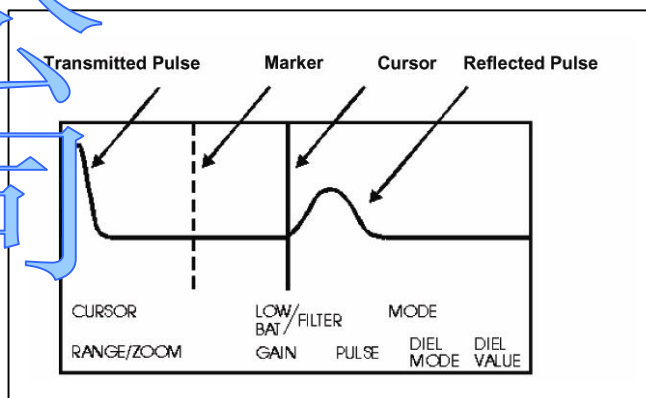 Transmitted Pulse Marker Cursor Reflected Pulse
CURSOR LOW/ BAT/FILTER MODE
RANGE/ZOOM GAIN PULSE DIEL MODE DIEL VALUE